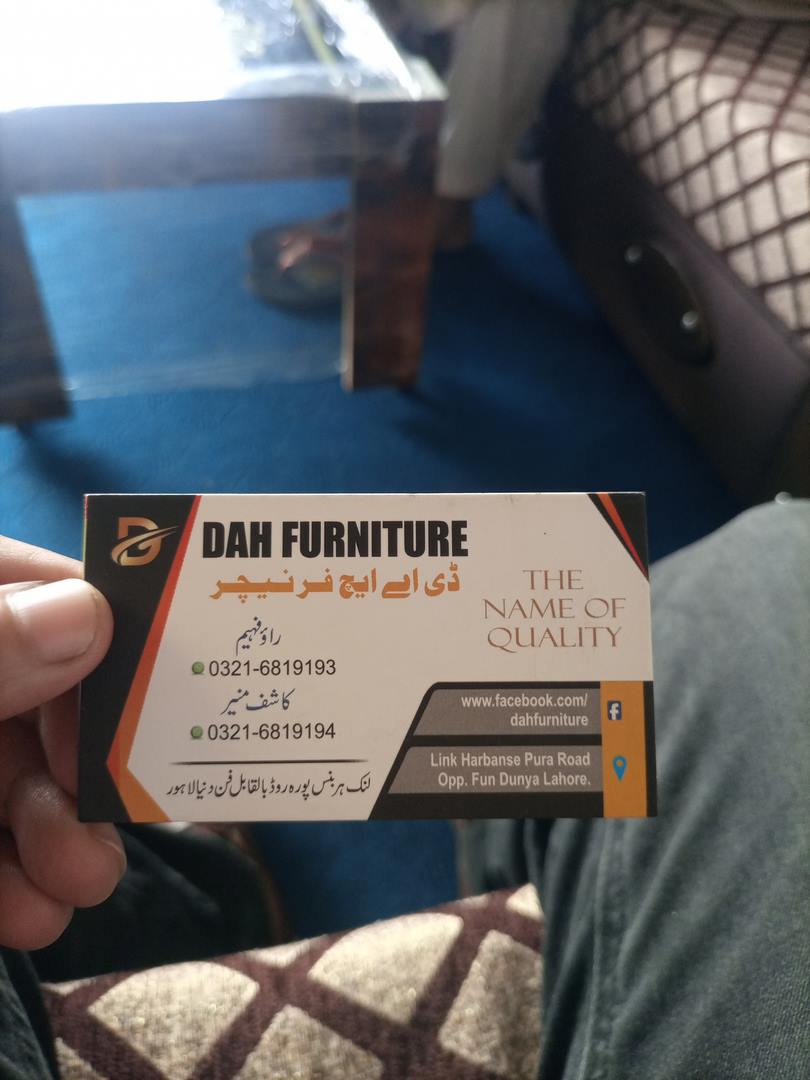 DAH FURNITURE
ڈی اے ایچ فرنیچر
THE
NAME OF
QUALITY
راؤ فہیم
0321-6819193
کاشف منیر
0321-6819194
www.facebook.com/
dahfurniture
Link Harbanse Pura Road
Opp. Fun Dunya Lahore.
لنک ہربنس پورہ روڈ بالمقابل فن دنیا لاہور